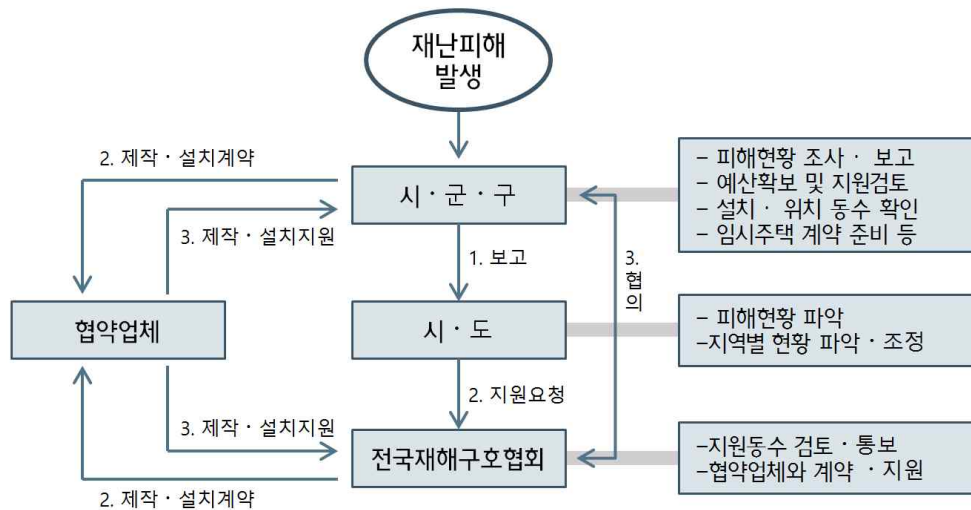 재난피해
발생
2. 제작 · 설치계약
시 · 군 · 구
– 피해현황 조사 · 보고
– 예산확보 및 지원검토
– 설치 · 위치 동수 확인
– 임시주택 계약 준비 등
3. 제작 · 설치지원
1. 보고
3.
협
의
협약업체
시 · 도
– 피해현황 파악
–지역별 현황 파악 · 조정
2. 지원요청
3. 제작 · 설치지원
전국재해구호협회
–지원동수 검토 · 통보
–협약업체와 계약 · 지원
2. 제작 · 설치계약